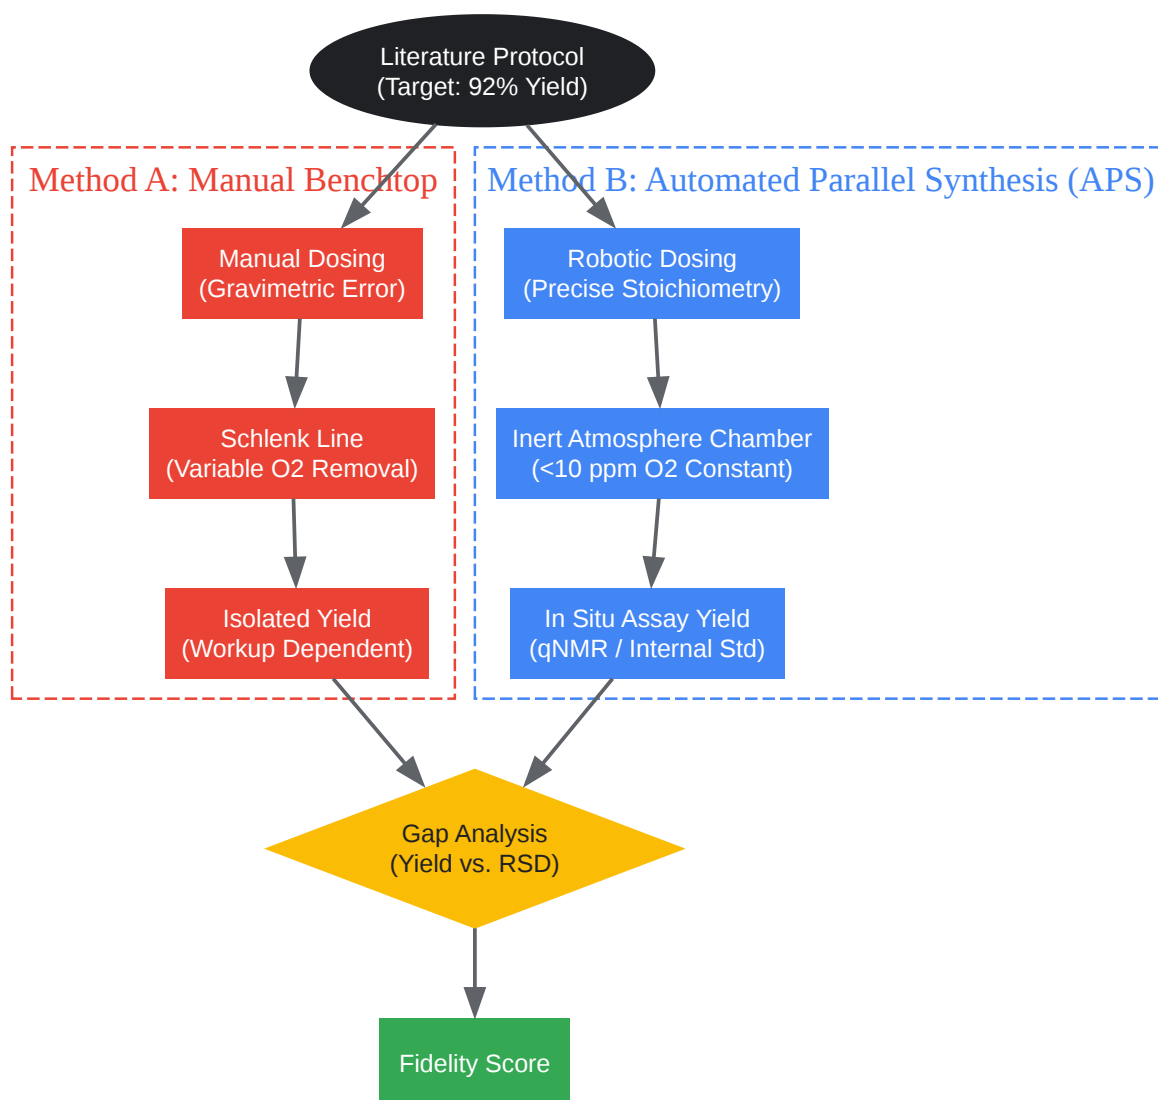 Literature Protocol
(Target: 92% Yield)
Method A: Manual Benchtop
Manual Dosing
(Gravimetric Error)
Schlenk Line
(Variable O2 Removal)
Isolated Yield
(Workup Dependent)
Method B: Automated Parallel Synthesis (APS)
Robotic Dosing
(Precise Stoichiometry)
Inert Atmosphere Chamber
(<10 ppm O2 Constant)
In Situ Assay Yield
(qNMR / Internal Std)
Gap Analysis
(Yield vs. RSD)
Fidelity Score